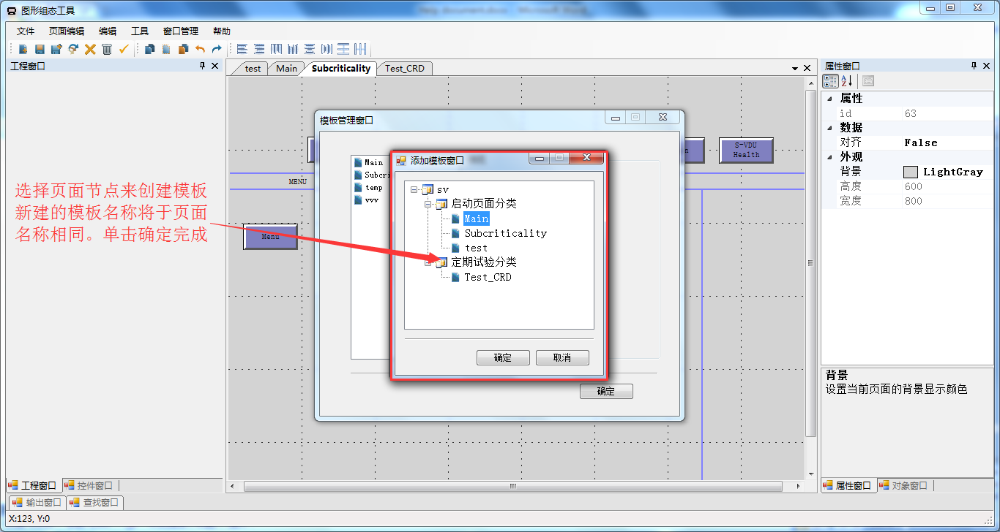 图形组态工具
文件 页面编辑 编辑 工具 窗口管理 帮助
工程窗口
test Main Subcriticality Test_CRD
属性窗口
属性
id 63
数据
对齐 False
外观
背景 LightGray
高度 600
宽度 800
背景
设置当前页面的背景显示颜色
S-VDU
Health
MENU
Menu
选择页面节点来创建模板
新建的模板名称将于页面
名称相同。单击确定完成
模板管理窗口
Main
temp
vvv
确定
添加模板窗口
sv
启动页面分类
Main
Subcriticality
test
定期试验分类
Test_CRD
确定 取消
工程窗口 控件窗口
属性窗口 对象窗口
输出窗口 查找窗口
X:123, Y:0